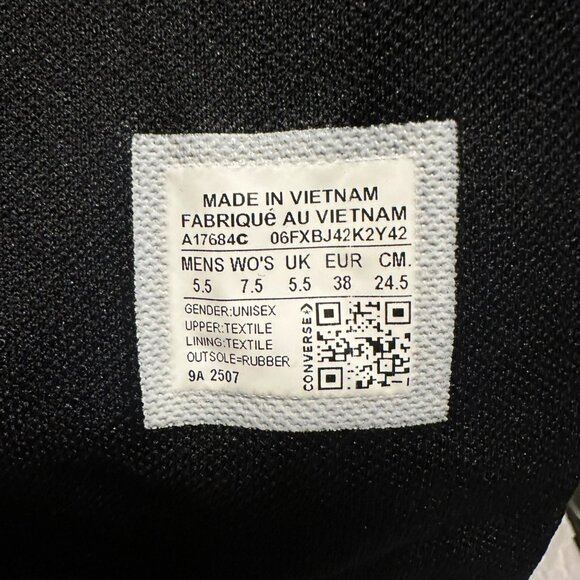 MADE IN VIETNAM
FABRIQUé AU VIETNAM
A17684C 06FXBJ42K2Y42
MENS WO'S UK EUR CM.
5.5 7.5 5.5 38 24.5
GENDER:UNISEX
UPPER:TEXTILE
LINING:TEXTILE
OUTSOLE=RUBBER
9A 2507
CONVERSE